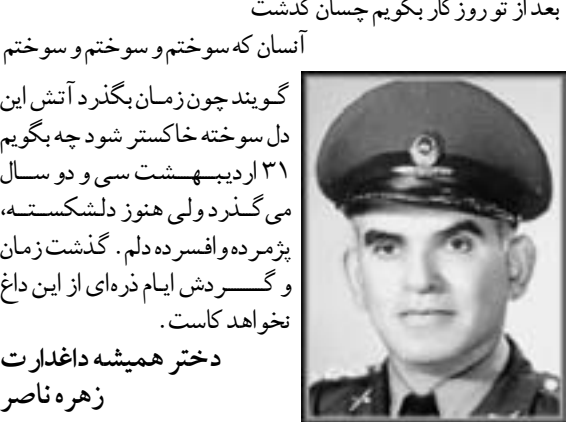 بعد از تو روزگار بگویم چسان گذشت
آنسان که سوختم و سوختم و سوختم
گویند چون زمان بگذرد آتش این
دل سوخته خاکستر شود چه بگویم
۳۱ اردیبهشت سی و دو سال
می‌گذرد ولی هنوز دلشکسته،
پژمرده و افسرده دلم. گذشت زمان
و گردش ایام ذره‌ای از این داغ
نخواهد کاست.
دختر همیشه داغدارت
زهره ناصر